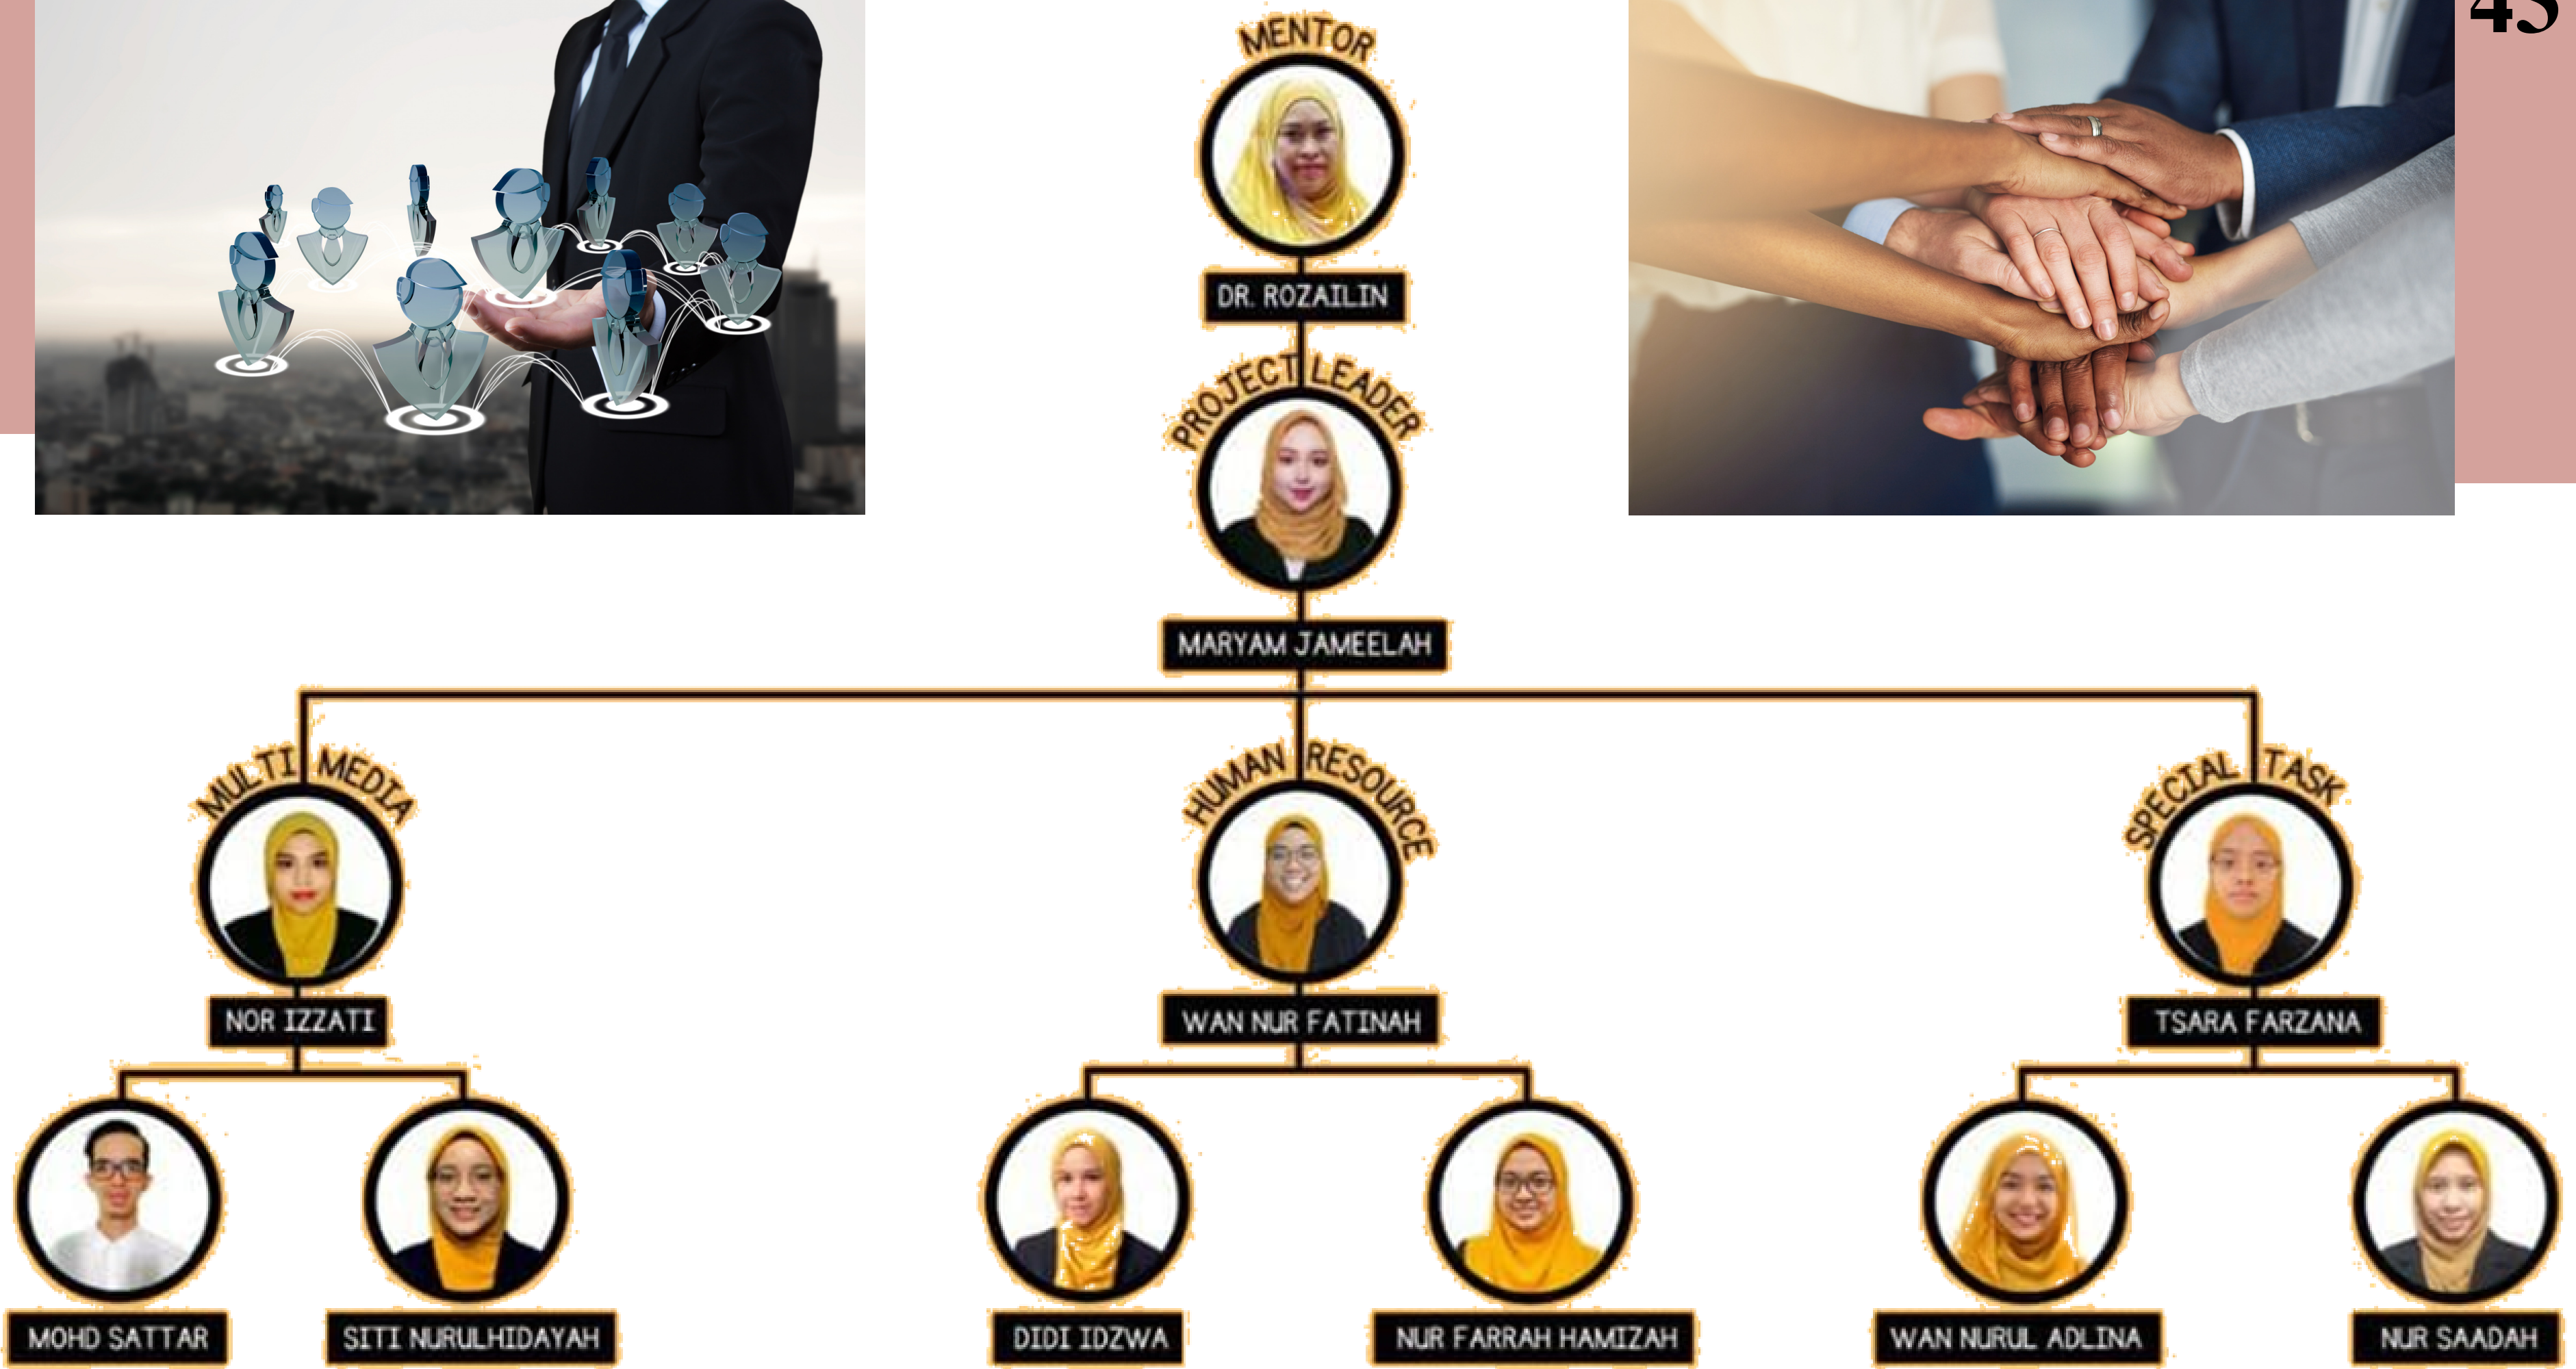 45
MENTOR
DR. ROZAILIN
PROJECT LEADER
MARYAM JAMEELAH
MULTI MEDIA
HUMAN RESOURCE
SPECIAL TASK
NOR IZZATI
WAN NUR FATINAH
TSARA FARZANA
MOHD SATTAR
SITI NURULHIDAYAH
DIDI IDZWA
NUR FARRAH HAMIZAH
WAN NURUL ADLINA
NUR SAADAH